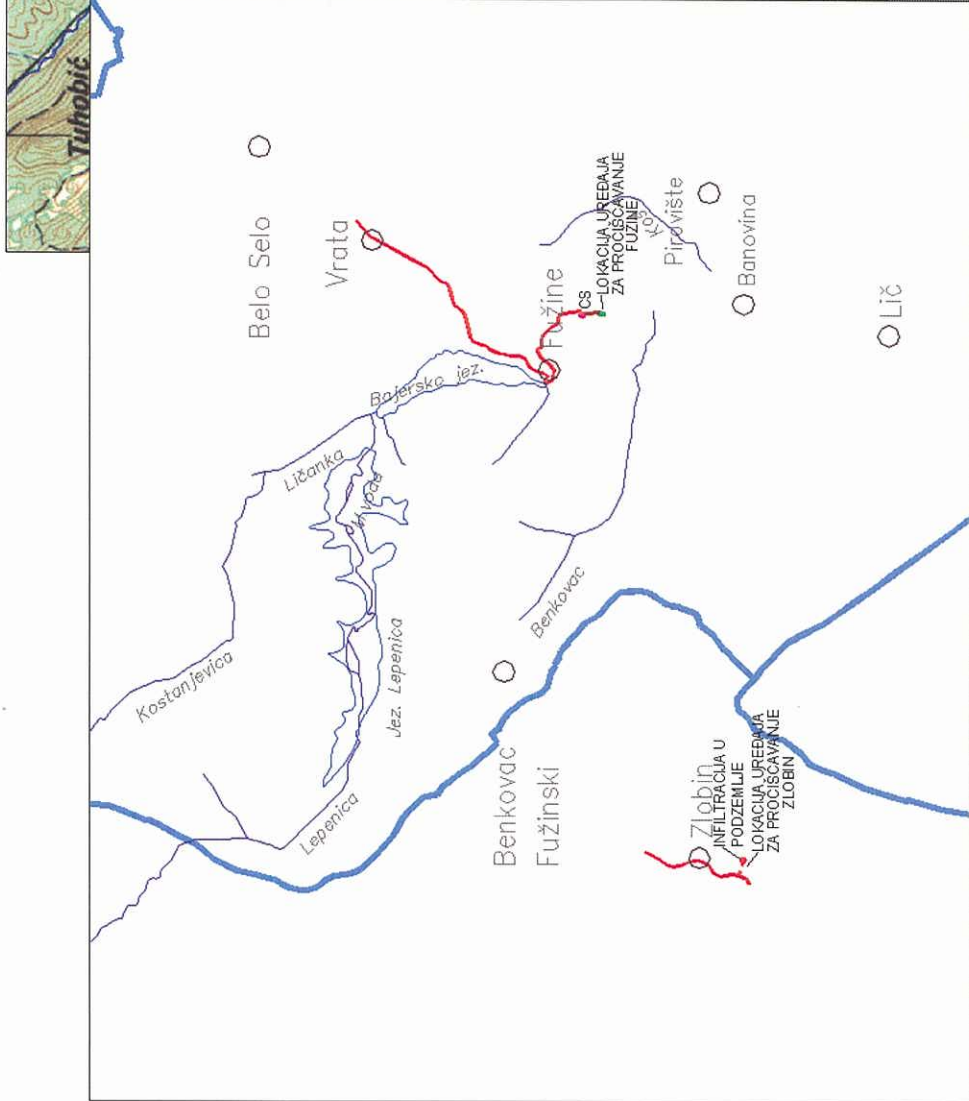 Tuhobić
Belo Selo
Vrata
Bajersko jez.
Ličanka
Kostanjevica
Jez. Lepenica
Lepenica
Fužine
CS
LOKACIJA UREĐAJA
ZA PROČIŠĆAVANJE
FUŽINE
Kos
Pirovište
Banovina
Lič
Benkovac
Benkovac
Fužinski
Zlobin
INFILTRACIJA U
PODZEMLJE
LOKACIJA UREĐAJA
ZA PROČIŠĆAVANJE
ZLOBIN